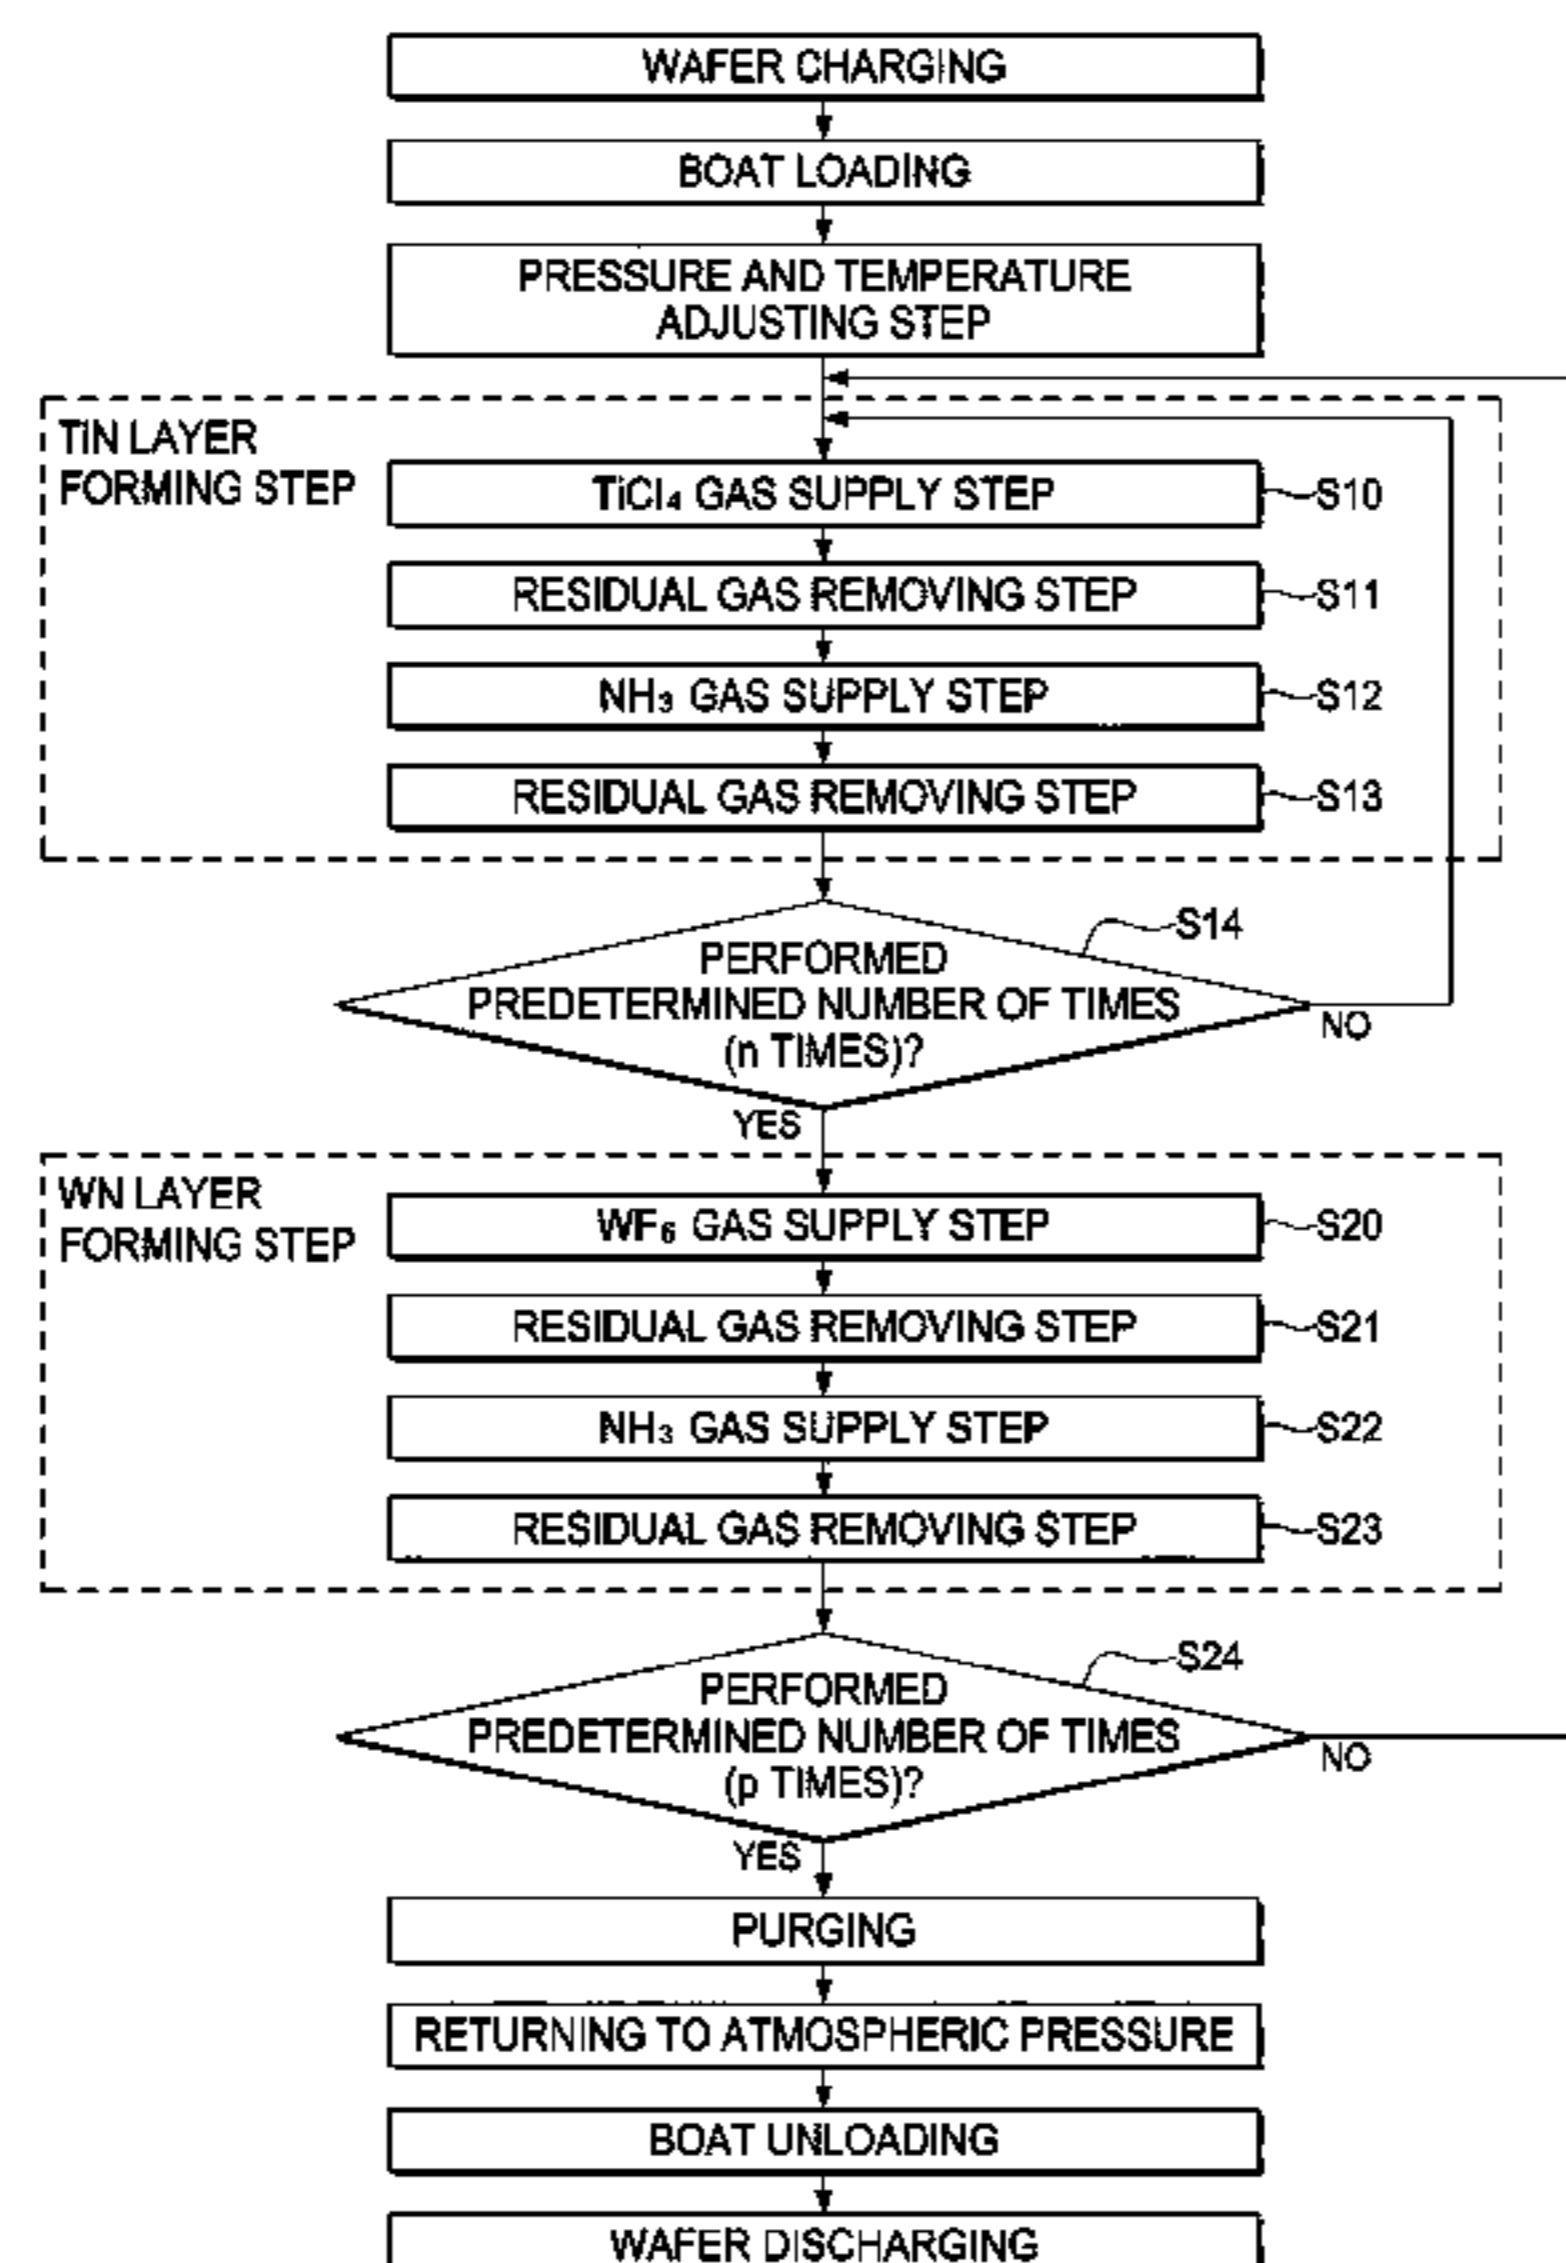 WAFER CHARGING
BOAT LOADING
PRESSURE AND TEMPERATURE
ADJUSTING STEP
TiN LAYER
FORMING STEP
TiCl₄ GAS SUPPLY STEP
S10
RESIDUAL GAS REMOVING STEP
S11
NH₃ GAS SUPPLY STEP
S12
RESIDUAL GAS REMOVING STEP
S13
S14
PERFORMED
PREDETERMINED NUMBER OF TIMES
(n TIMES)?
NO
YES
WN LAYER
FORMING STEP
WF₆ GAS SUPPLY STEP
S20
RESIDUAL GAS REMOVING STEP
S21
NH₃ GAS SUPPLY STEP
S22
RESIDUAL GAS REMOVING STEP
S23
S24
PERFORMED
PREDETERMINED NUMBER OF TIMES
(p TIMES)?
NO
YES
PURGING
RETURNING TO ATMOSPHERIC PRESSURE
BOAT UNLOADING
WAFER DISCHARGING